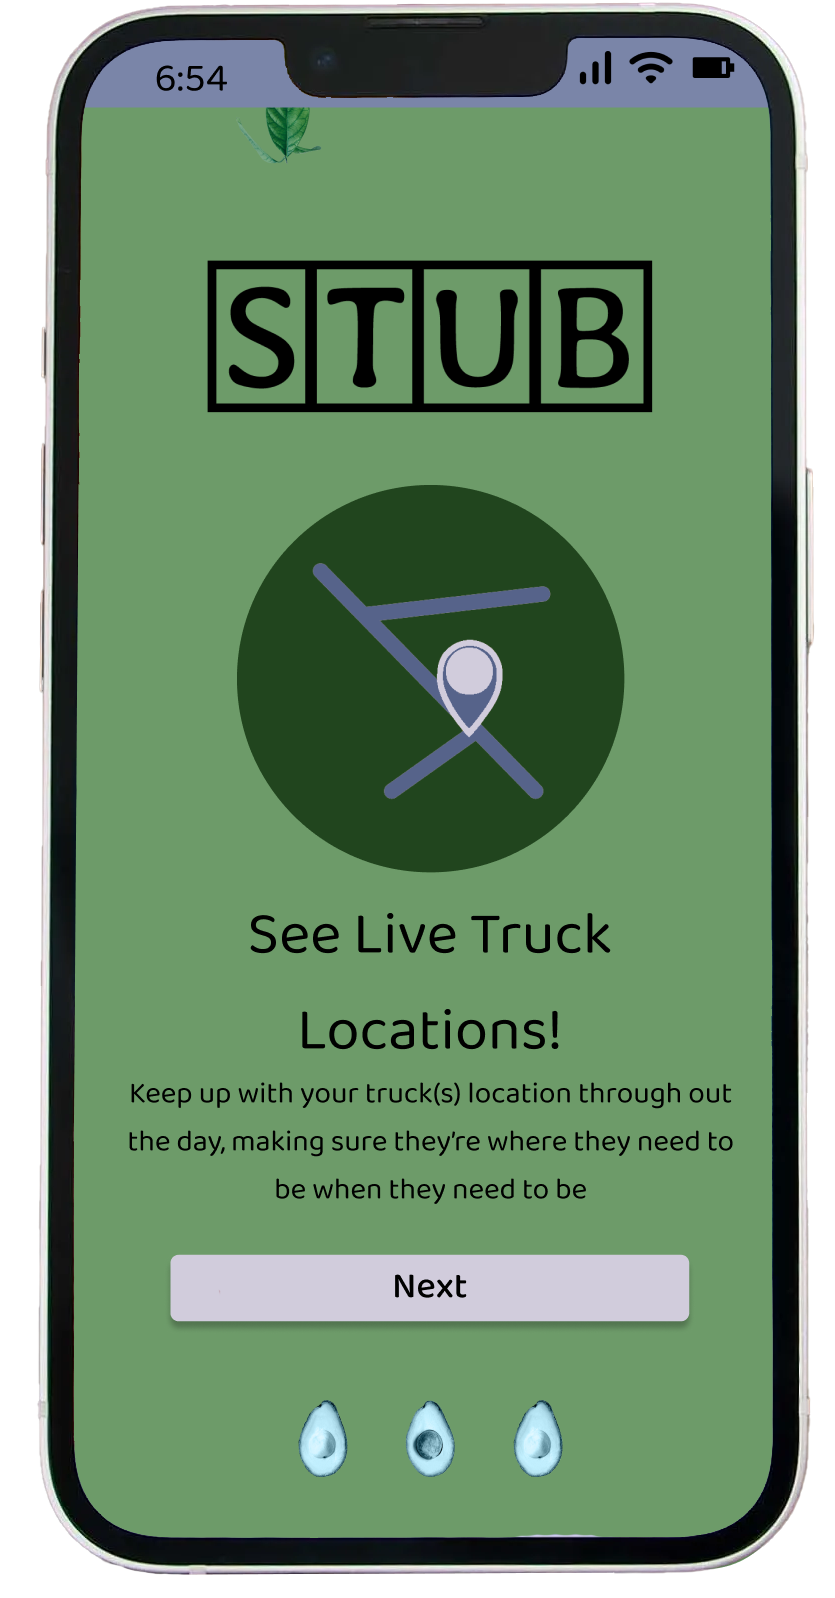 6:54
STUB
See Live Truck
Locations!
Keep up with your truck(s) location through out
the day, making sure they're where they need to
be when they need to be
Next